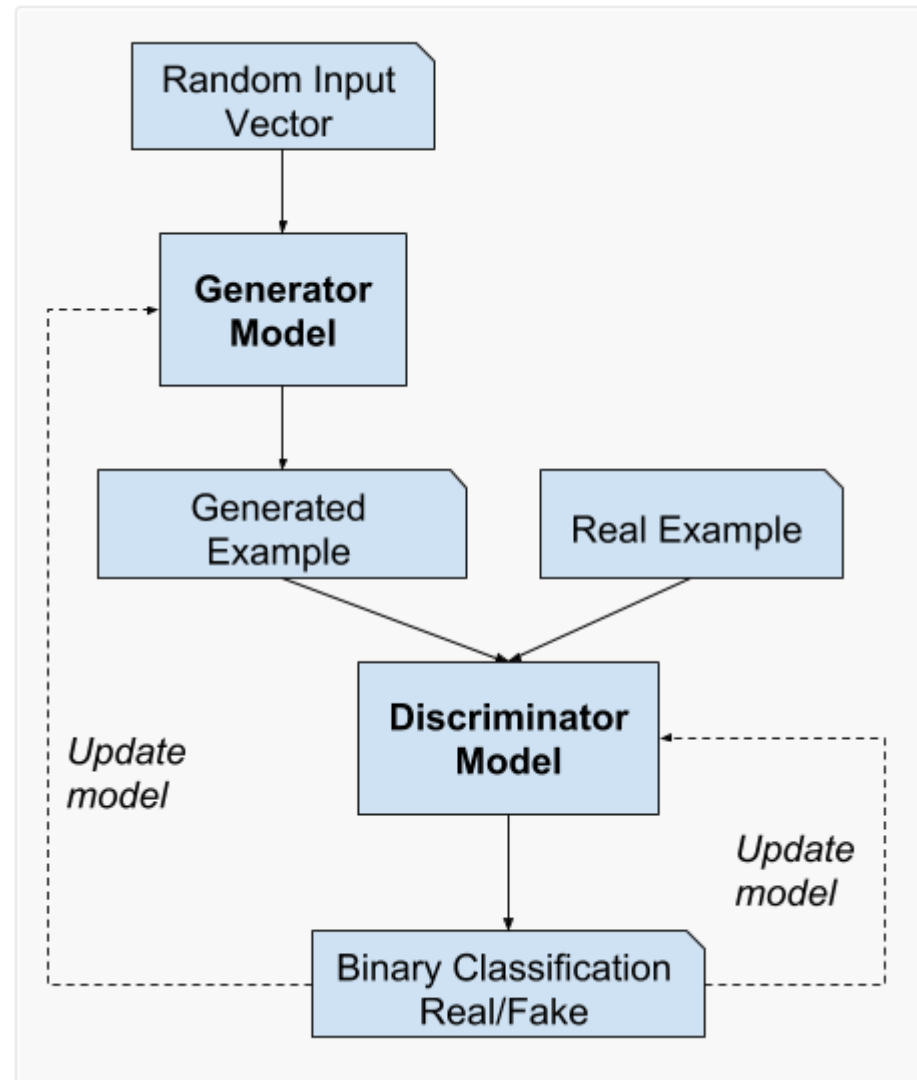 Random Input
Vector
Generator
Model
Generated
Example
Real Example
Discriminator
Model
Update
model
Update
model
Binary Classification
Real/Fake